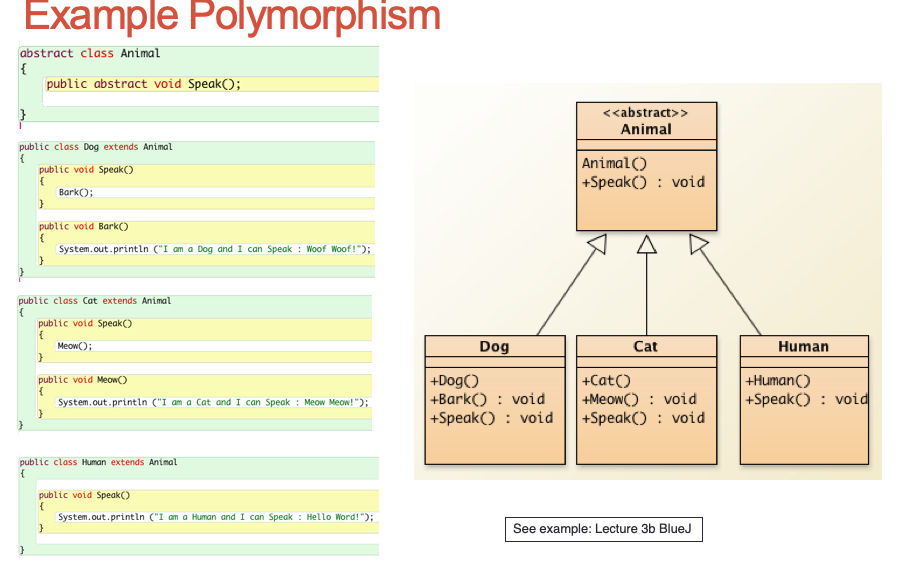 Example Polymorphism
abstract class Animal
{
public abstract void Speak();
}
public class Dog extends Animal
{
public void Speak()
{
Bark();
}
public void Bark()
{
System.out.println ("I am a Dog and I can Speak : Woof Woof!");
}
}
public class Cat extends Animal
{
public void Speak()
{
Meow();
}
public void Meow()
{
System.out.println ("I am a Cat and I can Speak : Meow Meow!");
}
}
public class Human extends Animal
{
public void Speak()
{
System.out.println ("I am a Human and I can Speak : Hello Word!");
}
}
<<abstract>>
Animal
Animal()
+Speak() : void
Dog
+Dog()
+Bark() : void
+Speak() : void
Cat
+Cat()
+Meow() : void
+Speak() : void
Human
+Human()
+Speak() : void
See example: Lecture 3b BlueJ